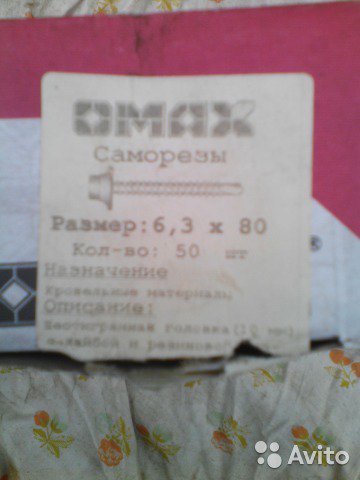 OMAX
Саморезы
Размер: 6,3 x 80
Кол-во: 50 шт
Назначение
Кровельные материалы
Описание:
Шестигранная головка (10 мм)
шайбой и резиновой
Avito